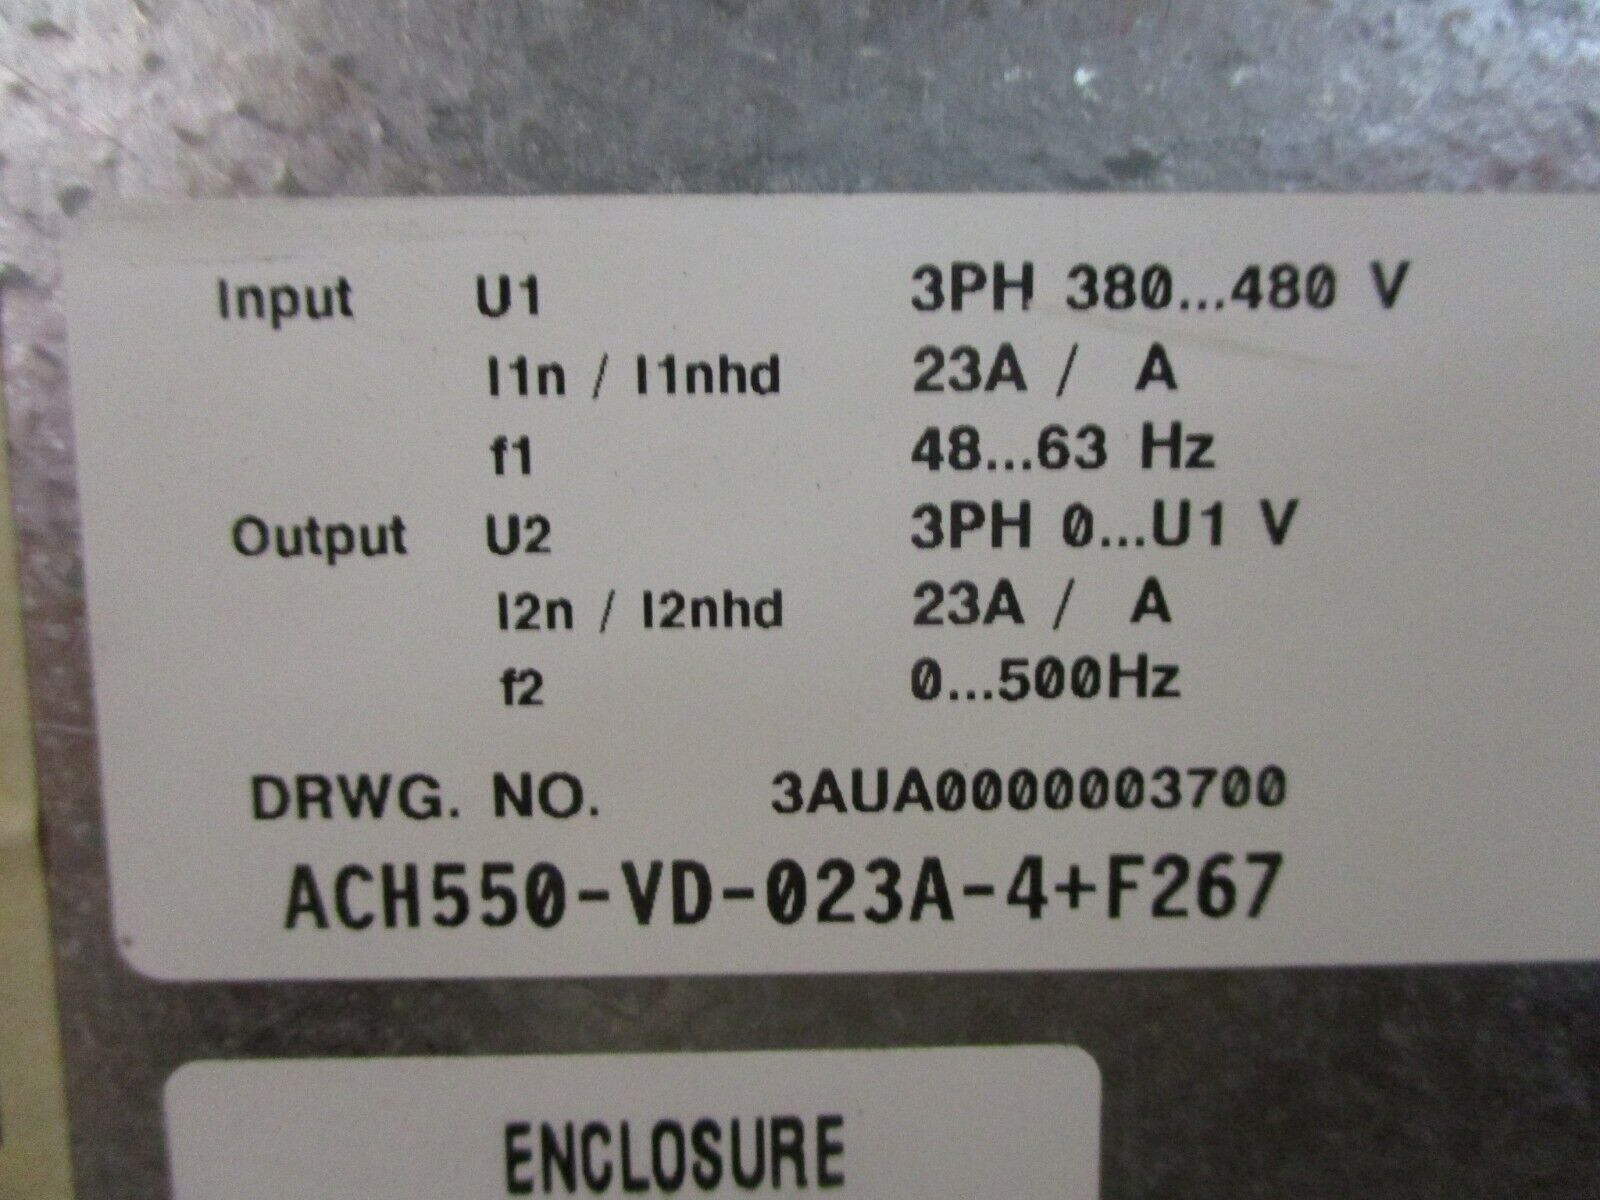 Input U1 3PH 380...480 V
I1n / I1nhd 23A / A
f1 48...63 Hz
Output U2 3PH 0...U1 V
I2n / I2nhd 23A / A
f2 0...500Hz
DRWG. NO. 3AUA0000003700
ACH550-VD-023A-4+F267
ENCLOSURE